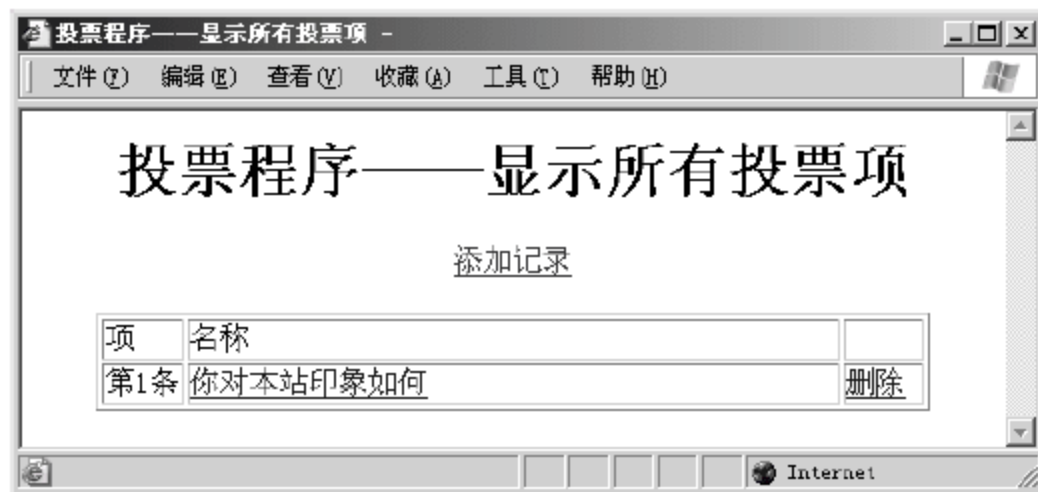 投票程序——显示所有投票项 -
文件(F) 编辑(E) 查看(V) 收藏(A) 工具(T) 帮助(H)
投票程序——显示所有投票项
添加记录
项 名称
第1条 你对本站印象如何 删除
Internet